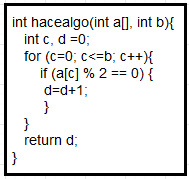 int hacealgo(int a[], int b){
int c, d =0;
for (c=0; c<=b; c++){
if (a[c] % 2 == 0) {
d=d+1;
}
}
return d;
}